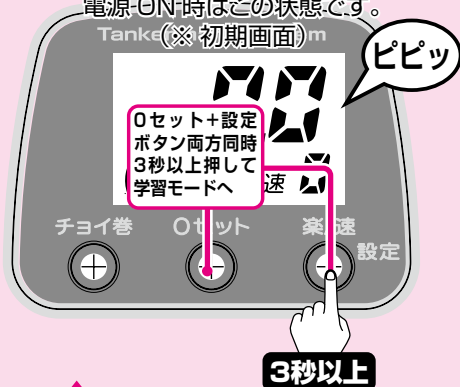 電源 ON 時はこの状態です。
(※ 初期画面)
ピピッ
0セット+設定
ボタン両方同時
3秒以上押して
学習モードへ
速
チョイ巻
0セット
楽 速
設定
3秒以上